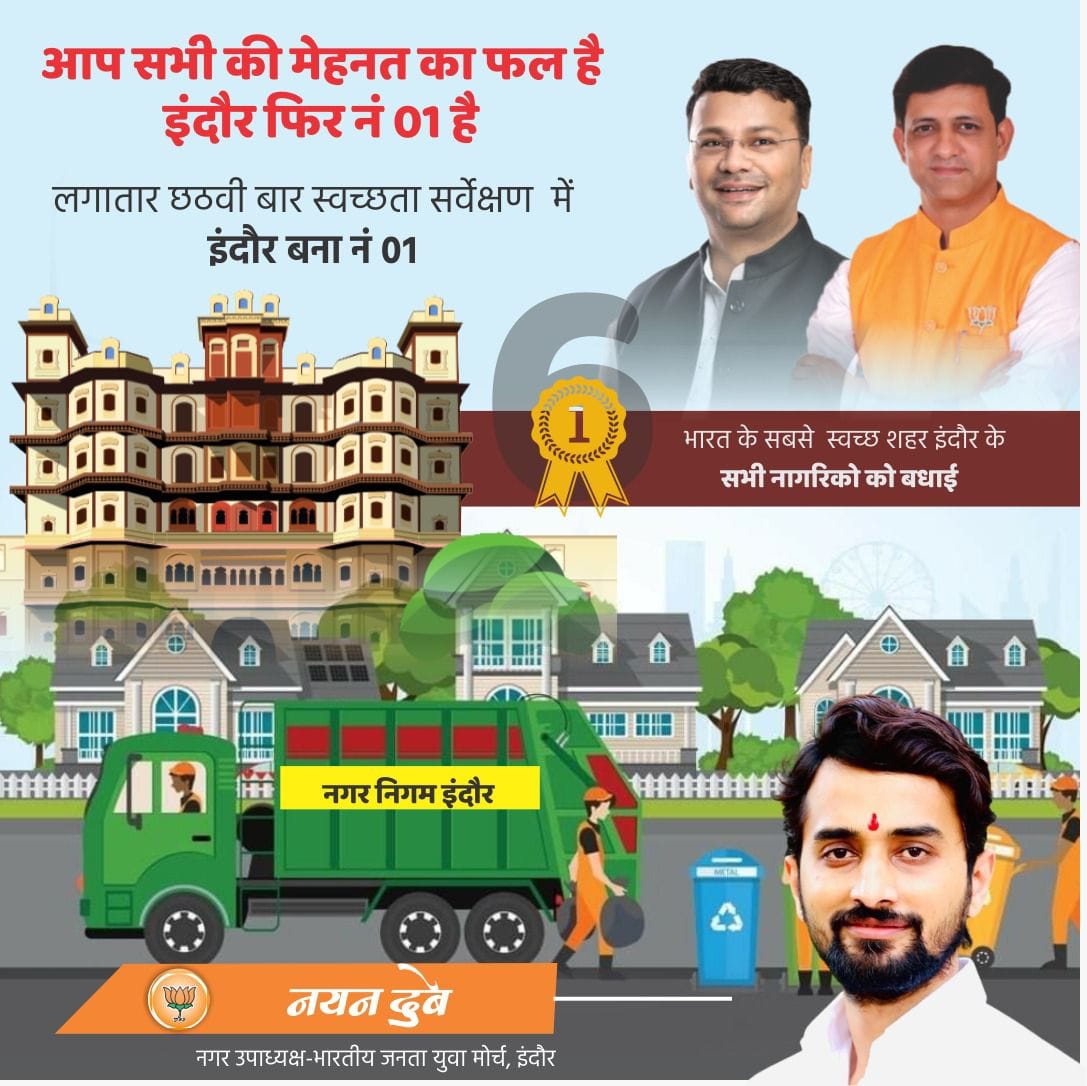 आप सभी की मेहनत का फल है
इंदौर फिर नं 01 है
लगातार छठवी बार स्वच्छता सर्वेक्षण में
इंदौर बना नं 01
6
1
भारत के सबसे स्वच्छ शहर इंदौर के
सभी नागरिको को बधाई
नगर निगम इंदौर
METAL
नयन दुबे
नगर उपाध्यक्ष-भारतीय जनता युवा मोर्च, इंदौर